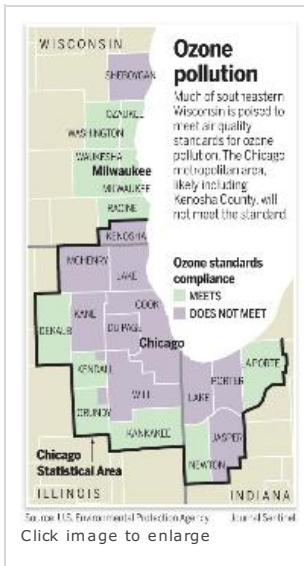 WISCONSIN
Ozone
pollution
Much of southeastern
Wisconsin is poised to
meet air quality
standards for ozone
pollution. The Chicago
metropolitan area,
likely including
Kenosha County, will
not meet the standard.
SHEBOYGAN
OZAUKEE
WASHINGTON
WAUKESHA
Milwaukee
MILWAUKEE
RACINE
KENOSHA
Ozone standards
compliance
MEETS
DOES NOT MEET
MCHENRY
LAKE
COOK
KANE
DU PAGE
DEKALB
Chicago
KENDALL
WILL
GRUNDY
KANKAKEE
LAKE
PORTER
LAPORTE
JASPER
NEWTON
Chicago
Statistical Area
ILLINOIS
INDIANA
Source: U.S. Environmental Protection Agency
Journal Sentinel
Click image to enlarge